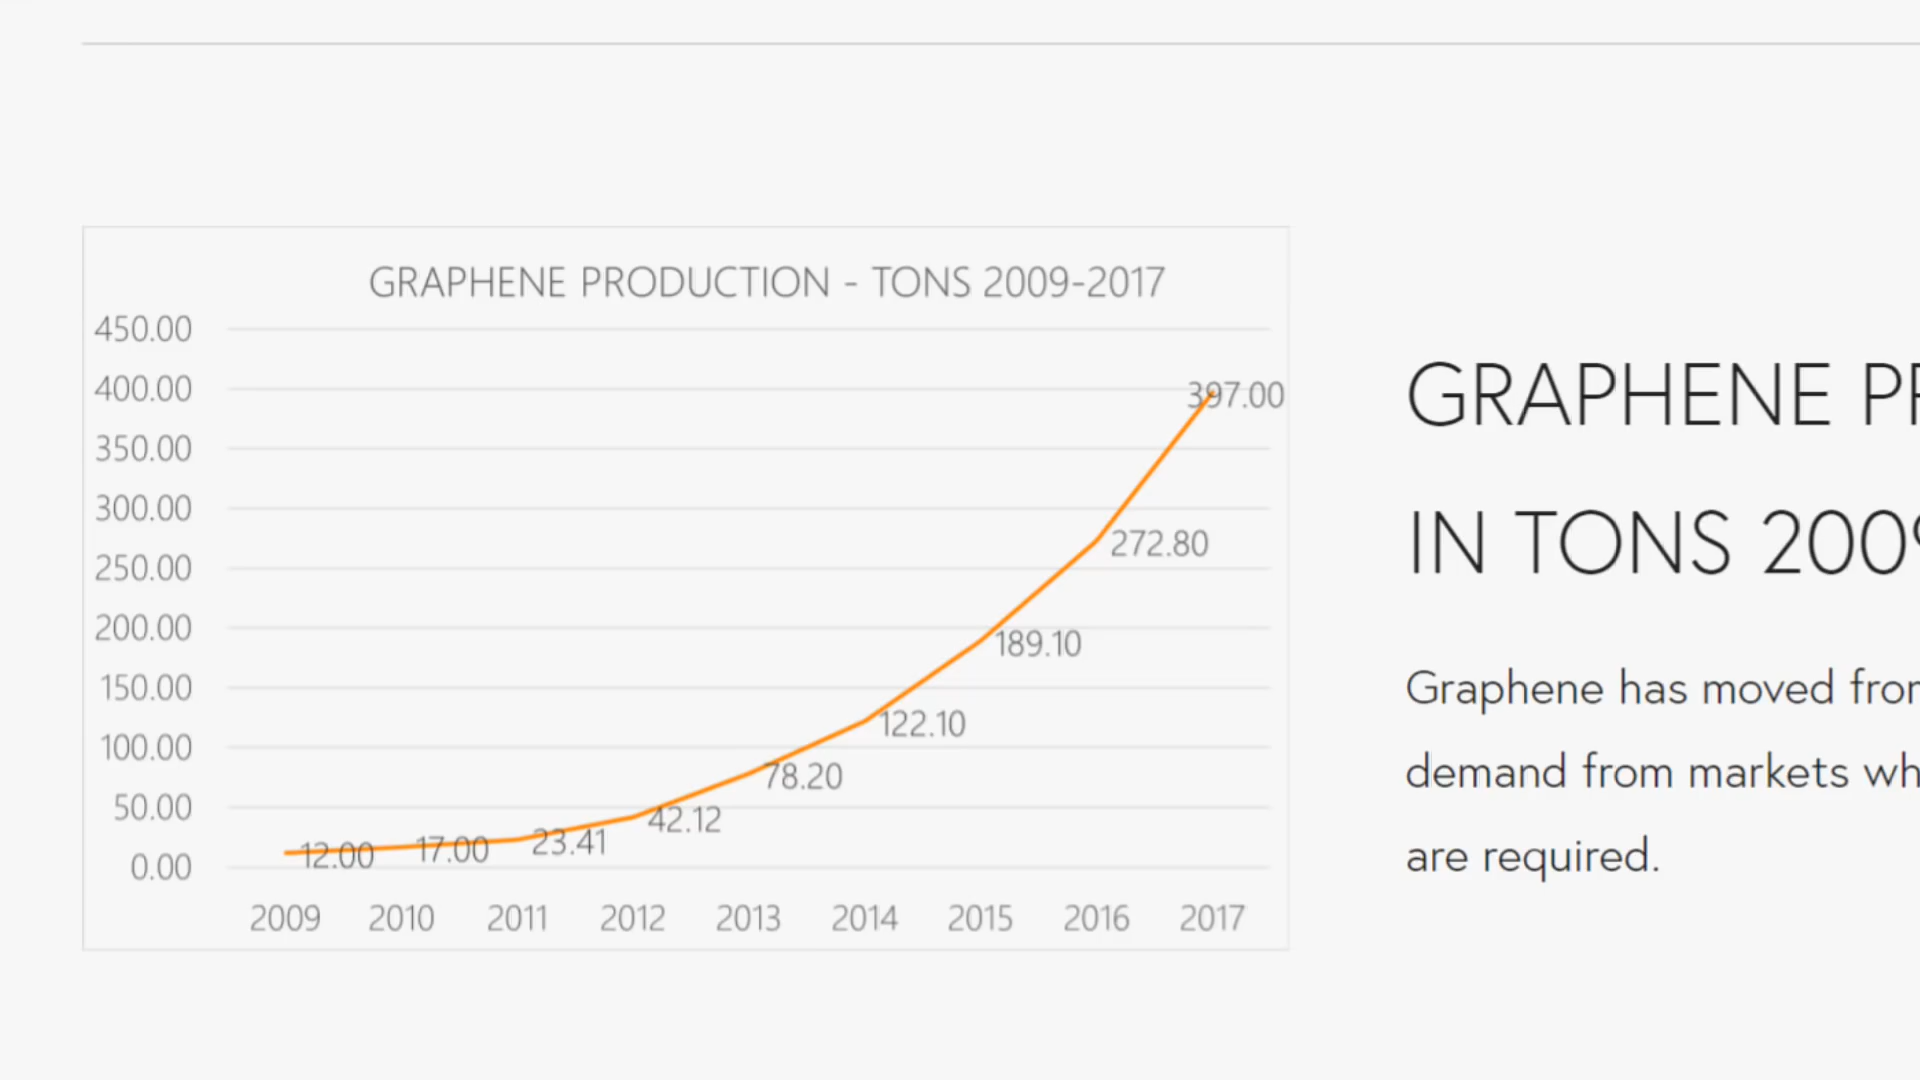 GRAPHENE PRODUCTION - TONS 2009-2017
450.00
400.00
350.00
300.00
250.00
200.00
150.00
100.00
50.00
0.00
12.00
17.00
23.41
42.12
78.20
122.10
189.10
272.80
397.00
2009 2010 2011 2012 2013 2014 2015 2016 2017
GRAPHENE
IN TONS
Graphene has moved
demand from markets
are required.